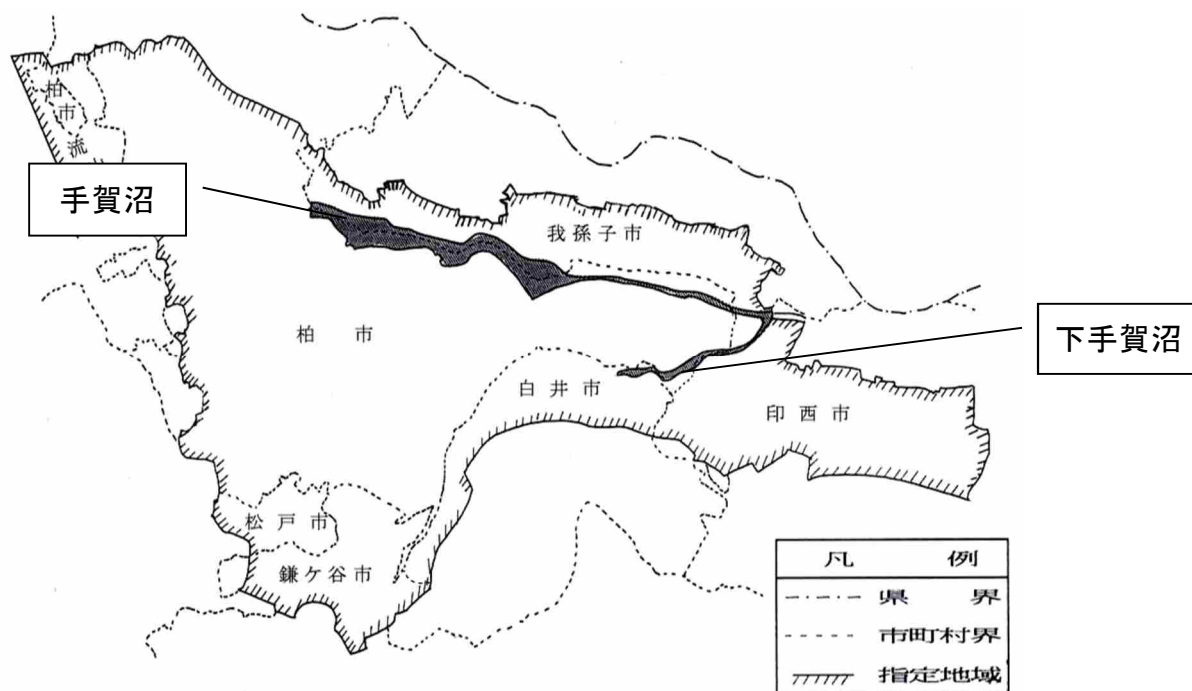 柏
市
流
手賀沼
我孫子市
柏市
下手賀沼
白井市
印西市
松戸市
鎌ケ谷市
凡例
県界
市町村界
指定地域